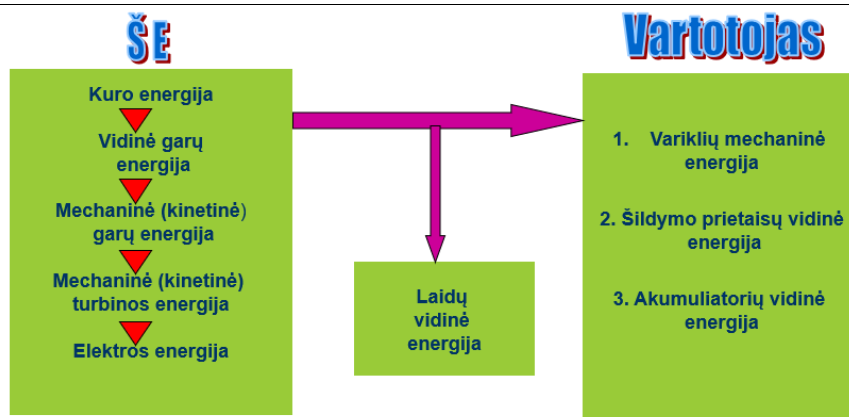 Š E
Kuro energija
Vidinė garų
energija
Mechaninė (kinetinė)
garų energija
Mechaninė (kinetinė)
turbinos energija
Elektros energija
Laidų
vidinė
energija
Vartotojas
1. Variklių mechaninė
energija
2. Šildymo prietaisų vidinė
energija
3. Akumuliatorių vidinė
energija